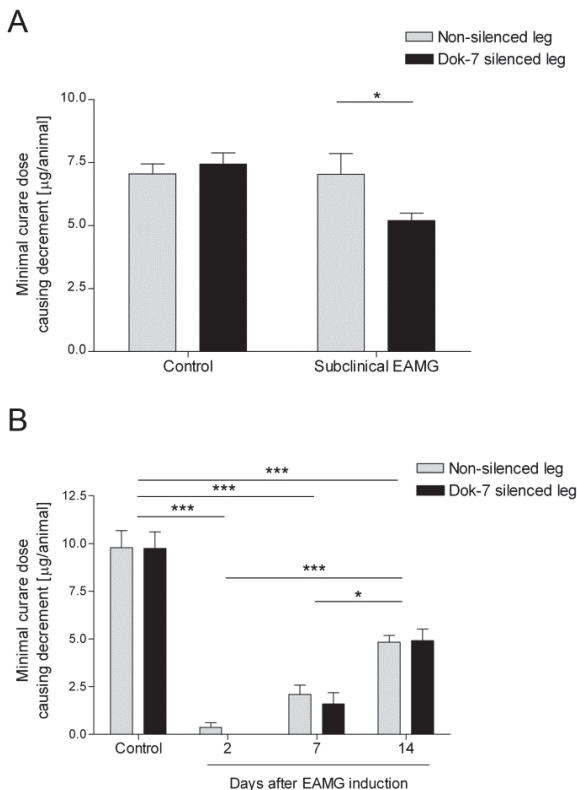 A
Non-silenced leg
Dok-7 silenced leg
Minimal curare dose
causing decrement [µg/animal]
10.0
7.5
5.0
2.5
0.0
*
Control
Subclinical EAMG
B
Non-silenced leg
Dok-7 silenced leg
Minimal curare dose
causing decrement [µg/animal]
12.5
10.0
7.5
5.0
2.5
0.0
***
***
***
***
*
Control
2
7
14
Days after EAMG induction